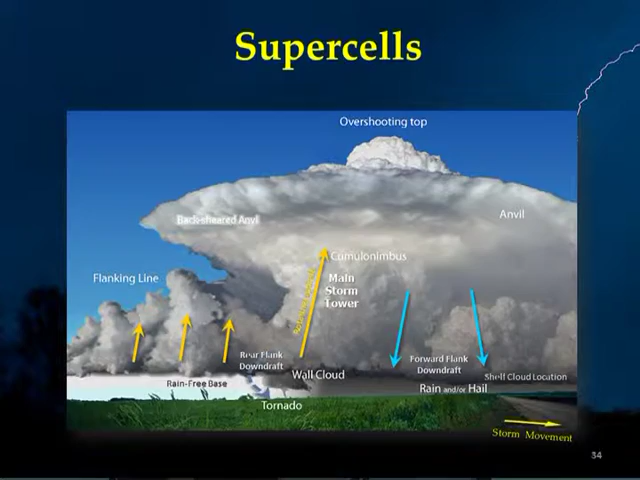 Supercells
Overshooting top
Back-sheared Anvil
Anvil
Cumulonimbus
Flanking Line
Main
Storm
Tower
Rear Flank
Downdraft
Forward Flank
Downdraft
Wall Cloud
Shelf Cloud Location
Rain-Free Base
Rain and/or Hail
Tornado
Storm Movement
34